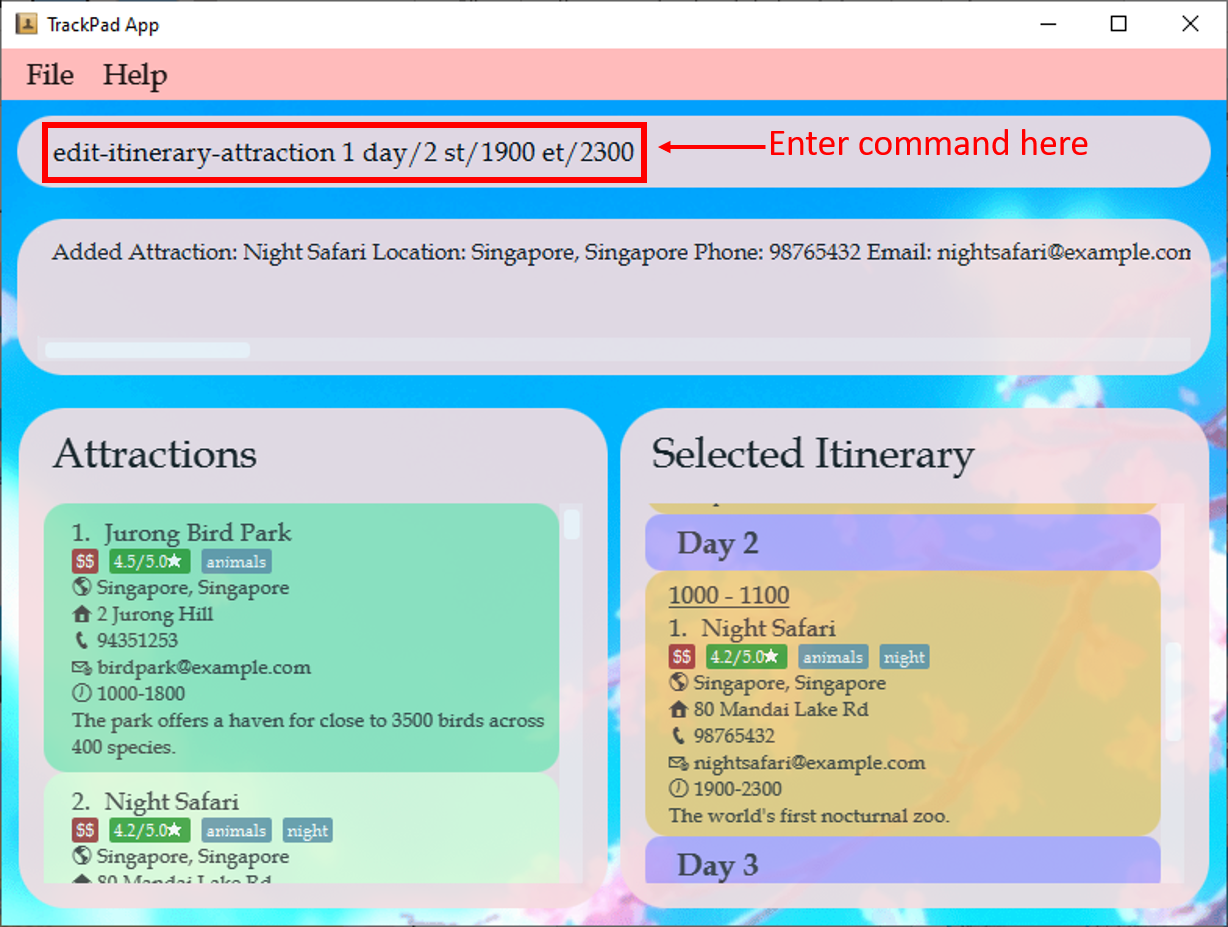 TrackPad App
File Help
edit-itinerary-attraction 1 day/2 st/1900 et/2300
Enter command here
Added Attraction: Night Safari Location: Singapore, Singapore Phone: 98765432 Email: nightsafari@example.com
Attractions
1. Jurong Bird Park
$$ 4.5/5.0★ animals
Singapore, Singapore
2 Jurong Hill
94351253
birdpark@example.com
1000-1800
The park offers a haven for close to 3500 birds across
400 species.
2. Night Safari
$$ 4.2/5.0★ animals night
Singapore, Singapore
80 Mandai Lake Rd
Selected Itinerary
Day 2
1000 - 1100
1. Night Safari
$$ 4.2/5.0★ animals night
Singapore, Singapore
80 Mandai Lake Rd
98765432
nightsafari@example.com
1900-2300
The world's first nocturnal zoo.
Day 3